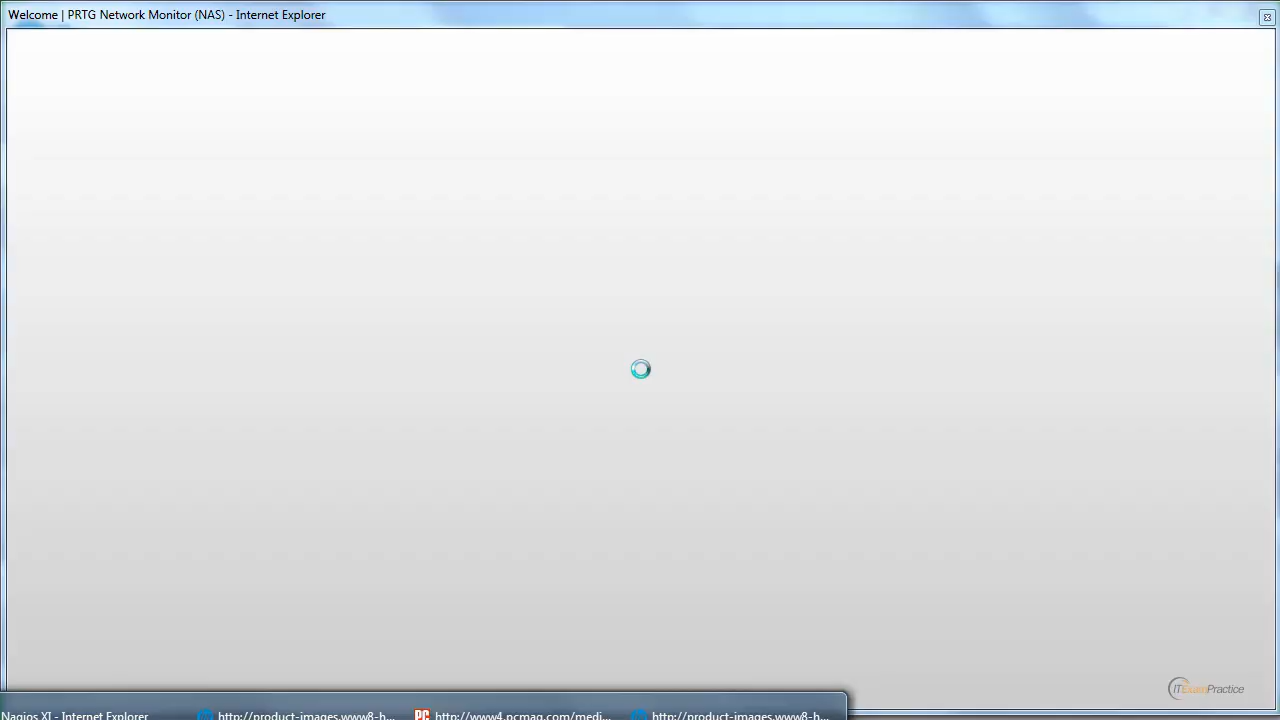 Welcome | PRTG Network Monitor (NAS) - Internet Explorer
ITExamPractice
Nagios XI - Internet Explorer
http://product-images.www8-h...
PC
http://www4.pcmag.com/medi...
http://product-images.www8-h...